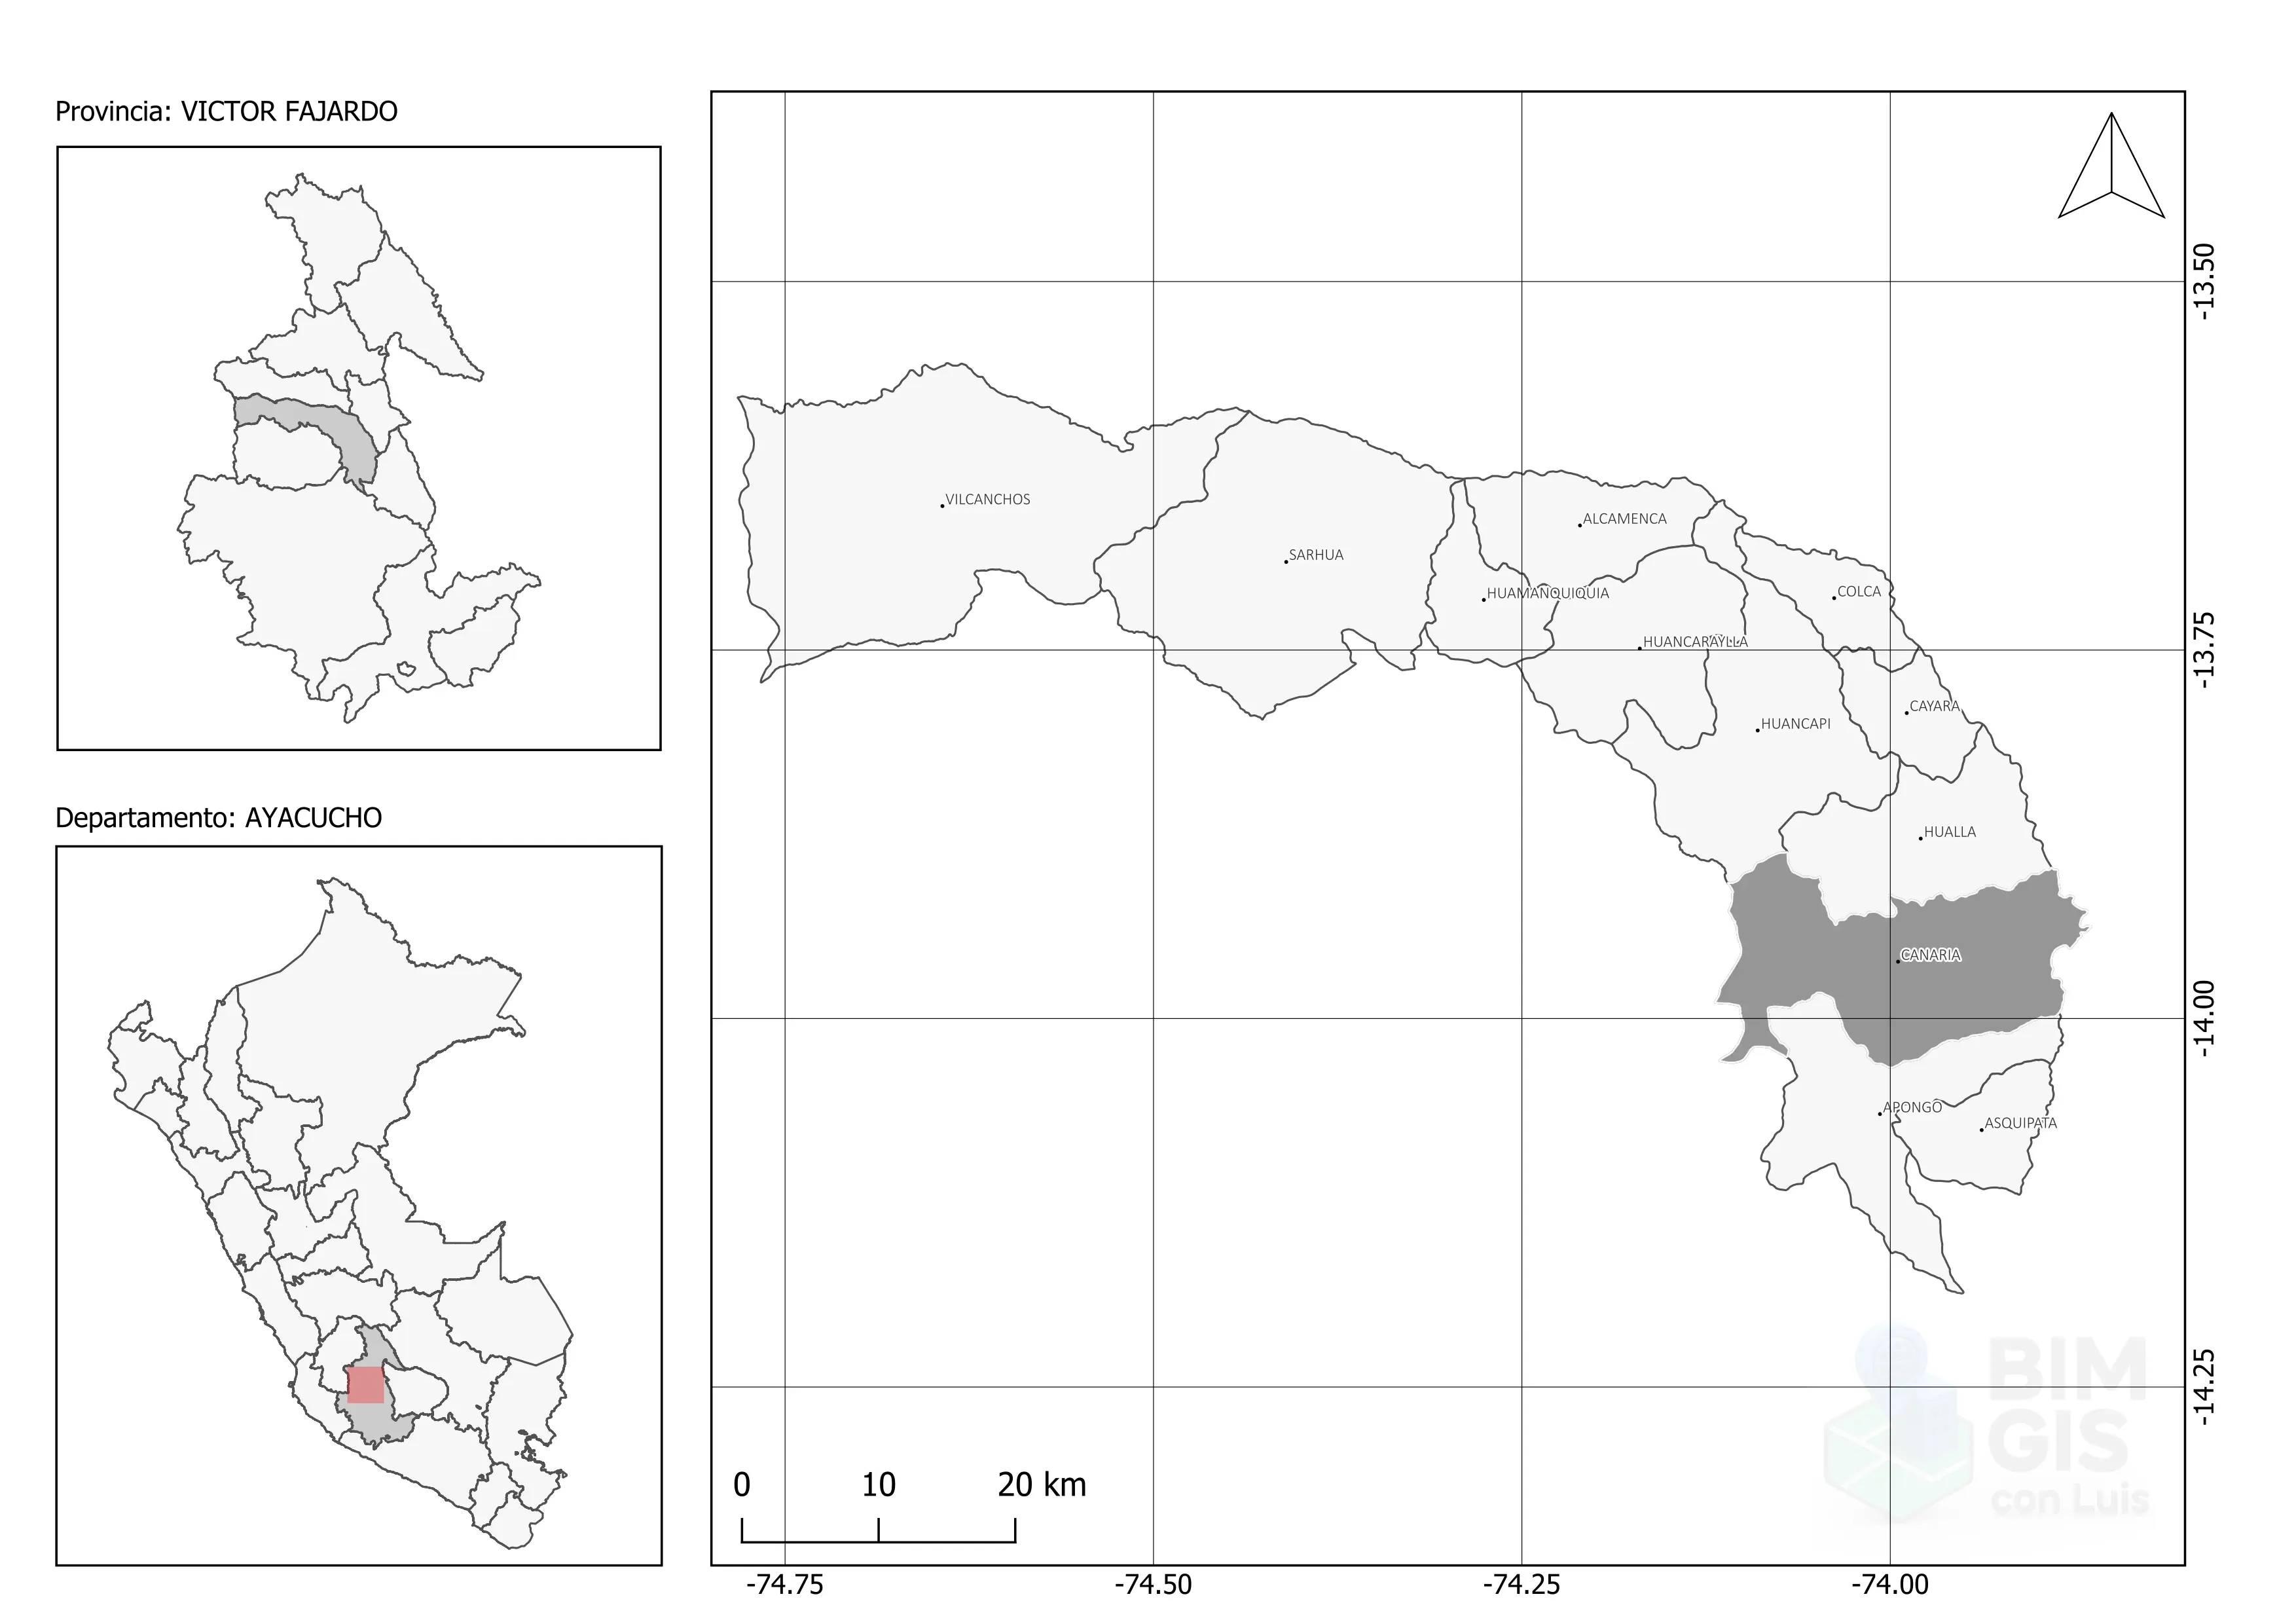 Provincia: VICTOR FAJARDO
Departamento: AYACUCHO
VILCANCHOS
SARHUA
ALCAMENCA
HUAMANQUIQUIA
COLCA
HUANCARAYLLA
CAYARA
HUANCAPI
HUALLA
CANARIA
APONGO
ASQUIPATA
-13.50
-13.75
-14.00
-14.25
0 10 20 km
-74.75 -74.50 -74.25 -74.00
BIM
GIS
con Luis